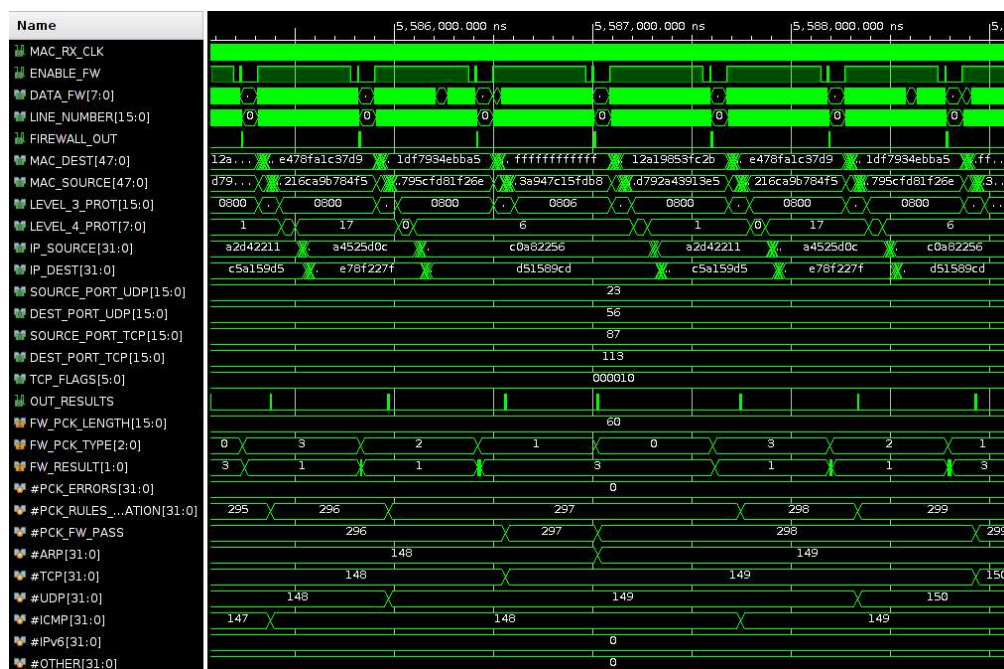 Name 5,586,000.000 ns 5,587,000.000 ns 5,588,000.000 ns 5,
MAC_RX_CLK
ENABLE_FW
DATA_FW[7:0]
LINE_NUMBER[15:0] 0 0 0 0 0 0 0
FIREWALL_OUT
MAC_DEST[47:0] 12a... e478fa1c37d9 1df7934ebba5 ffffffffffff 12a19853fc2b e478fa1c37d9 1df7934ebba5 ff..
MAC_SOURCE[47:0] d79... 216ca9b784f5 795cfd81f26e 3a947c15fdb8 d792a43913e5 216ca9b784f5 795cfd81f26e 3..
LEVEL_3_PROT[15:0] 0800 0800 0800 0806 0800 0800 0800
LEVEL_4_PROT[7:0] 1 17 0 6 1 0 17 6
IP_SOURCE[31:0] a2d42211 a4525d0c c0a82256 a2d42211 a4525d0c c0a82256
IP_DEST[31:0] c5a159d5 e78f227f d51589cd c5a159d5 e78f227f d51589cd
SOURCE_PORT_UDP[15:0] 23
DEST_PORT_UDP[15:0] 56
SOURCE_PORT_TCP[15:0] 87
DEST_PORT_TCP[15:0] 113
TCP_FLAGS[5:0] 000010
OUT_RESULTS
FW_PCK_LENGTH[15:0] 60
FW_PCK_TYPE[2:0] 0 3 2 1 0 3 2 1
FW_RESULT[1:0] 3 1 1 3 1 1 3
#PCK_ERRORS[31:0] 0
#PCK_RULES_...ATION[31:0] 295 296 297 298 299
#PCK_FW_PASS 296 297 298 299
#ARP[31:0] 148 149
#TCP[31:0] 148 149 150
#UDP[31:0] 148 149 150
#ICMP[31:0] 147 148 149
#IPv6[31:0] 0
#OTHER[31:0] 0